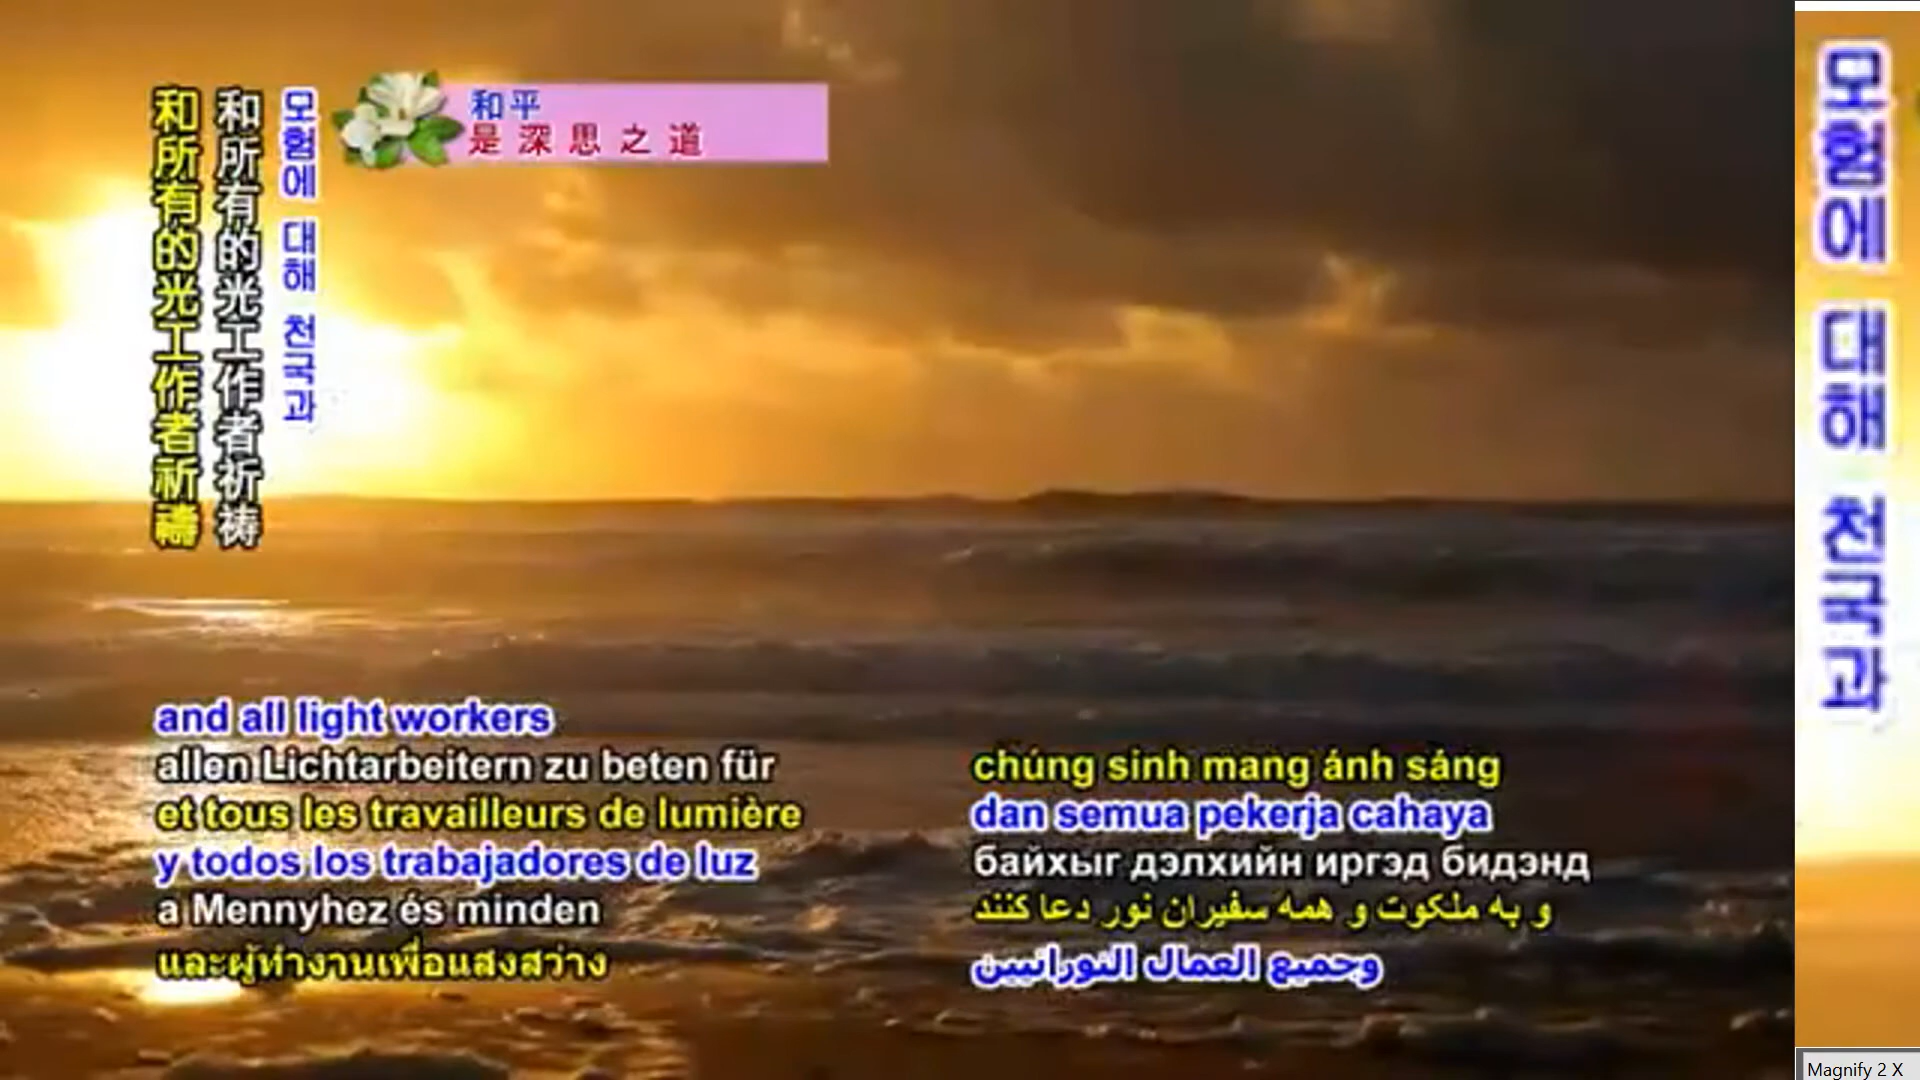 和所有的光工作者祈禱
和所有的光工作者祈祷
모험에 대해 천국과
和平
是深思之道
and all light workers
allen Lichtarbeitern zu beten für
et tous les travailleurs de lumière
y todos los trabajadores de luz
a Mennyhez és minden
และผู้ทำงานเพื่อแสงสว่าง
chúng sinh mang ánh sáng
dan semua pekerja cahaya
байхыг дэлхийн иргэд бидэнд
و به ملکوت و همه سفیران نور دعا کنند
وجميع العمال النورانيين
모험에 대해 천국과
Magnify 2 X